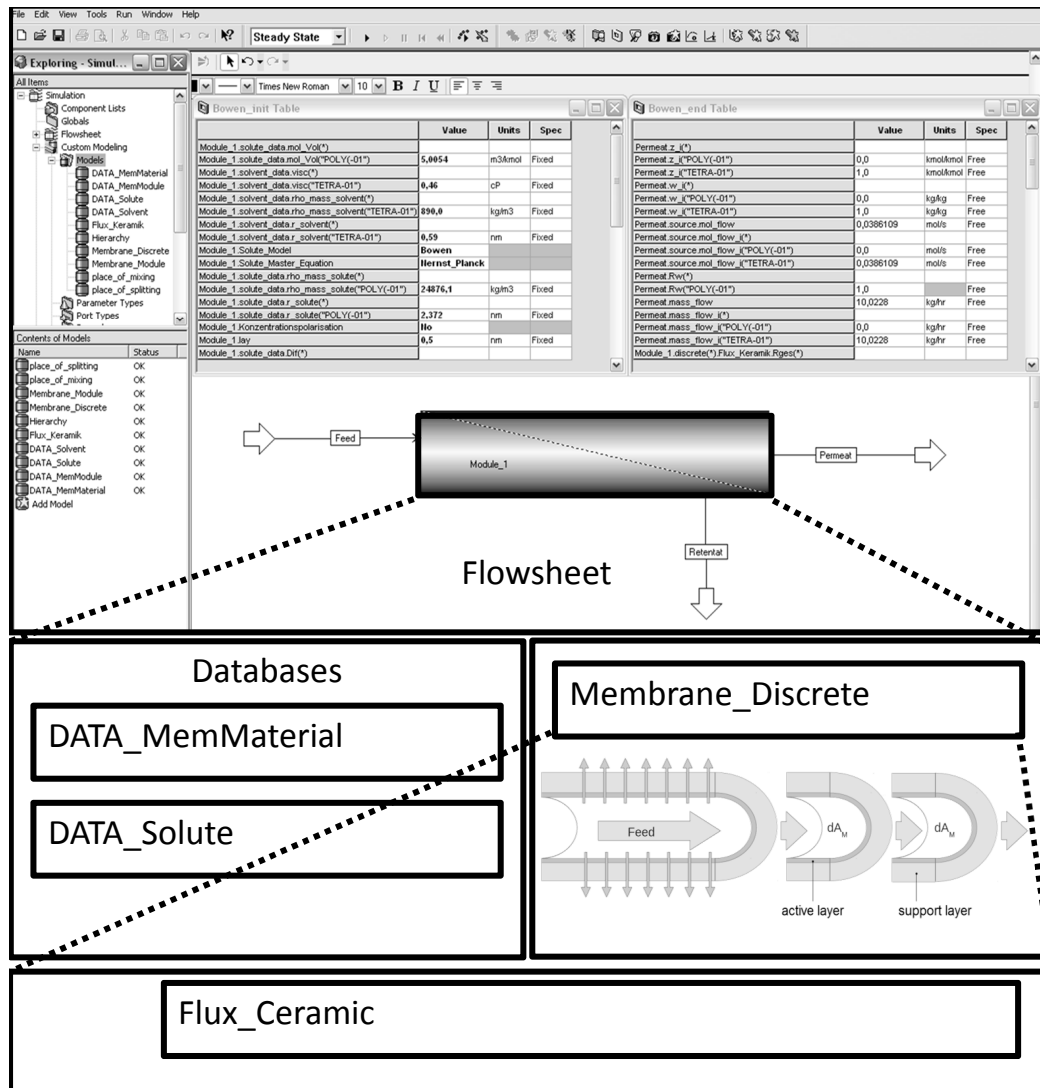 File Edit View Tools Run Window Help
Steady State
Exploring - Simul...
All Items
Simulation
Component Lists
Globals
Flowsheet
Custom Modeling
Models
DATA_MemMaterial
DATA_MemModule
DATA_Solute
DATA_Solvent
Flux_Keramik
Hierarchy
Membrane_Discrete
Membrane_Module
place_of_mixing
place_of_splitting
Parameter Types
Port Types
Contents of Models
Name Status
place_of_splitting OK
place_of_mixing OK
Membrane_Module OK
Membrane_Discrete OK
Hierarchy OK
Flux_Keramik OK
DATA_Solvent OK
DATA_Solute OK
DATA_MemModule OK
DATA_MemMaterial OK
Add Model
Times New Roman 10 B I U
Bowen_init Table
Value Units Spec
Module_1.solute_data.mol_Vol(*)
Module_1.solute_data.mol_Vol("POLY(-01") 5,0054 m3/kmol Fixed
Module_1.solvent_data.visc(*)
Module_1.solvent_data.visc("TETRA-01") 0,46 cP Fixed
Module_1.solvent_data.rho_mass_solvent(*)
Module_1.solvent_data.rho_mass_solvent("TETRA-01") 890,0 kg/m3 Fixed
Module_1.solvent_data.r_solvent(*)
Module_1.solvent_data.r_solvent("TETRA-01") 0,59 nm Fixed
Module_1.Solute_Model Bowen
Module_1.Solute_Master_Equation Nernst_Planck
Module_1.solute_data.rho_mass_solute(*)
Module_1.solute_data.rho_mass_solute("POLY(-01") 24876,1 kg/m3 Fixed
Module_1.solute_data.r_solute(*)
Module_1.solute_data.r_solute("POLY(-01") 2,372 nm Fixed
Module_1.Konzentrationspolarisation No
Module_1.lay 0,5 nm Fixed
Module_1.solute_data.Dif(*)
Bowen_end Table
Value Units Spec
Permeat.z_i(*)
Permeat.z_i("POLY(-01") 0,0 kmol/kmol Free
Permeat.z_i("TETRA-01") 1,0 kmol/kmol Free
Permeat.w_i(*)
Permeat.w_i("POLY(-01") 0,0 kg/kg Free
Permeat.w_i("TETRA-01") 1,0 kg/kg Free
Permeat.source.mol_flow 0,0386109 mol/s Free
Permeat.source.mol_flow_i(*)
Permeat.source.mol_flow_i("POLY(-01") 0,0 mol/s Free
Permeat.source.mol_flow_i("TETRA-01") 0,0386109 mol/s Free
Permeat.Rw(*)
Permeat.Rw("POLY(-01") 1,0 Free
Permeat.mass_flow 10,0228 kg/hr Free
Permeat.mass_flow_i(*)
Permeat.mass_flow_i("POLY(-01") 0,0 kg/hr Free
Permeat.mass_flow_i("TETRA-01") 10,0228 kg/hr Free
Module_1.discrete(*).Flux_Keramik.Rges(*)
Feed
Module_1
Permeat
Retentat
Flowsheet
Databases
DATA_MemMaterial
DATA_Solute
Membrane_Discrete
Feed
dAM
dAM
active layer
support layer
Flux_Ceramic